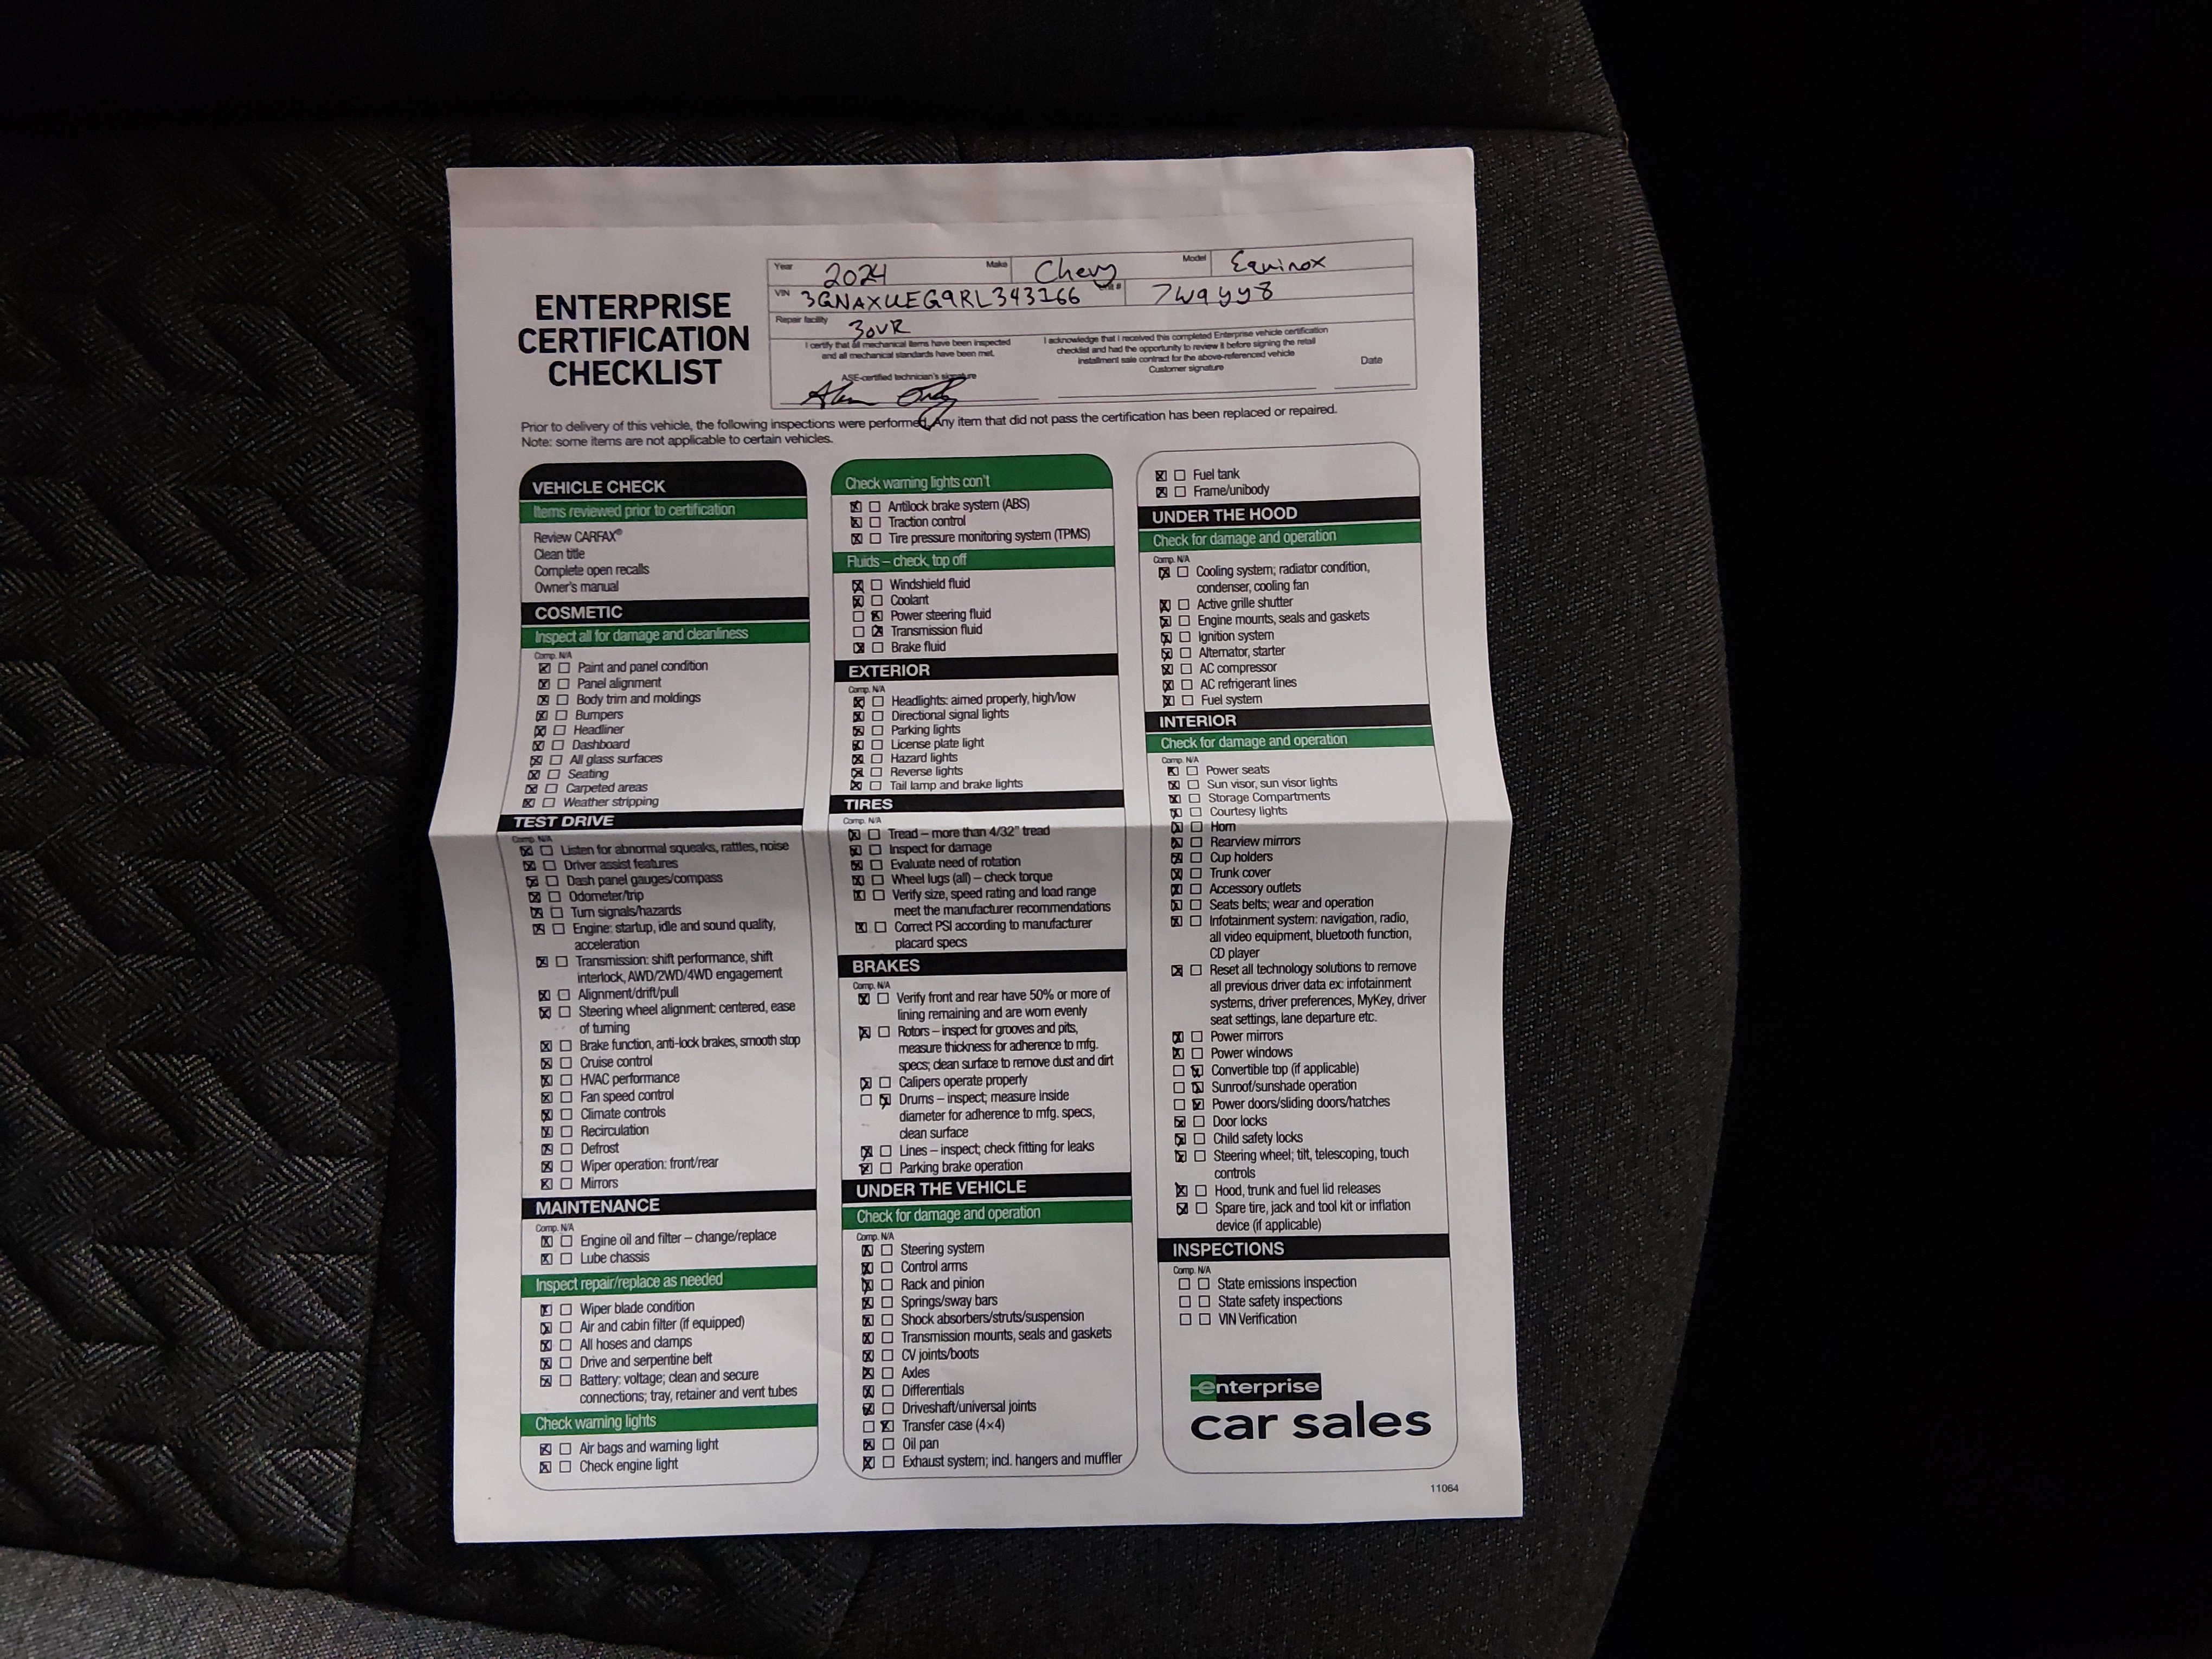 ENTERPRISE
CERTIFICATION
CHECKLIST
Year 2024 Make Chevy Model Equinox
VIN 3GNAXUEG9RL343166 Unit # 7W9yy8
Repair facility 30VR
I certify that all mechanical items have been inspected
and all mechanical standards have been met.
ASE-certified technician's signature
I acknowledge that I received this completed Enterprise vehicle certification
checklist and had the opportunity to review it before signing the retail
installment sale contract for the above-referenced vehicle
Customer signature
Date
Prior to delivery of this vehicle, the following inspections were performed. Any item that did not pass the certification has been replaced or repaired.
Note: some items are not applicable to certain vehicles.
VEHICLE CHECK
Items reviewed prior to certification
Review CARFAX®
Clean title
Complete open recalls
Owner's manual
COSMETIC
Inspect all for damage and cleanliness
Comp. N/A
Paint and panel condition
Panel alignment
Body trim and moldings
Bumpers
Headliner
Dashboard
All glass surfaces
Seating
Carpeted areas
Weather stripping
TEST DRIVE
Comp. N/A
Listen for abnormal squeaks, rattles, noise
Driver assist features
Dash panel gauges/compass
Odometer/trip
Turn signals/hazards
Engine: startup, idle and sound quality,
acceleration
Transmission: shift performance, shift
interlock, AWD/2WD/4WD engagement
Alignment/drift/pull
Steering wheel alignment: centered, ease
of turning
Brake function, anti-lock brakes, smooth stop
Cruise control
HVAC performance
Fan speed control
Climate controls
Recirculation
Defrost
Wiper operation: front/rear
Mirrors
MAINTENANCE
Comp. N/A
Engine oil and filter – change/replace
Lube chassis
Inspect repair/replace as needed
Wiper blade condition
Air and cabin filter (if equipped)
All hoses and clamps
Drive and serpentine belt
Battery: voltage; clean and secure
connections; tray, retainer and vent tubes
Check warning lights
Air bags and warning light
Check engine light
Check warning lights con't
Antilock brake system (ABS)
Traction control
Tire pressure monitoring system (TPMS)
Fluids – check, top off
Windshield fluid
Coolant
Power steering fluid
Transmission fluid
Brake fluid
EXTERIOR
Comp. N/A
Headlights: aimed properly, high/low
Directional signal lights
Parking lights
License plate light
Hazard lights
Reverse lights
Tail lamp and brake lights
TIRES
Comp. N/A
Tread – more than 4/32" tread
Inspect for damage
Evaluate need of rotation
Wheel lugs (all) – check torque
Verify size, speed rating and load range
meet the manufacturer recommendations
Correct PSI according to manufacturer
placard specs
BRAKES
Comp. N/A
Verify front and rear have 50% or more of
lining remaining and are worn evenly
Rotors – inspect for grooves and pits,
measure thickness for adherence to mfg.
specs; clean surface to remove dust and dirt
Calipers operate properly
Drums – inspect; measure inside
diameter for adherence to mfg. specs,
clean surface
Lines – inspect; check fitting for leaks
Parking brake operation
UNDER THE VEHICLE
Check for damage and operation
Comp. N/A
Steering system
Control arms
Rack and pinion
Springs/sway bars
Shock absorbers/struts/suspension
Transmission mounts, seals and gaskets
CV joints/boots
Axles
Differentials
Driveshaft/universal joints
Transfer case (4×4)
Oil pan
Exhaust system; incl. hangers and muffler
Fuel tank
Frame/unibody
UNDER THE HOOD
Check for damage and operation
Comp. N/A
Cooling system; radiator condition,
condenser, cooling fan
Active grille shutter
Engine mounts, seals and gaskets
Ignition system
Alternator, starter
AC compressor
AC refrigerant lines
Fuel system
INTERIOR
Check for damage and operation
Comp. N/A
Power seats
Sun visor, sun visor lights
Storage Compartments
Courtesy lights
Horn
Rearview mirrors
Cup holders
Trunk cover
Accessory outlets
Seats belts; wear and operation
Infotainment system: navigation, radio,
all video equipment, bluetooth function,
CD player
Reset all technology solutions to remove
all previous driver data ex: infotainment
systems, driver preferences, MyKey, driver
seat settings, lane departure etc.
Power mirrors
Power windows
Convertible top (if applicable)
Sunroof/sunshade operation
Power doors/sliding doors/hatches
Door locks
Child safety locks
Steering wheel; tilt, telescoping, touch
controls
Hood, trunk and fuel lid releases
Spare tire, jack and tool kit or inflation
device (if applicable)
INSPECTIONS
Comp. N/A
State emissions inspection
State safety inspections
VIN Verification
enterprise
car sales
11064